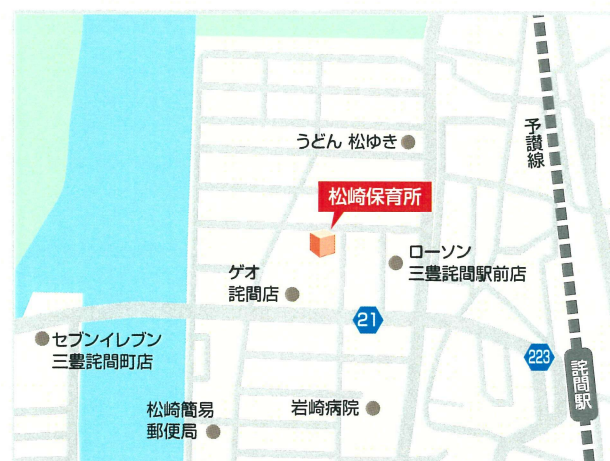 うどん 松ゆき
予讃線
松崎保育所
ローソン
三豊詫間駅前店
ゲオ
詫間店
21
セブンイレブン
三豊詫間町店
223
詫間駅
松崎簡易
郵便局
岩崎病院